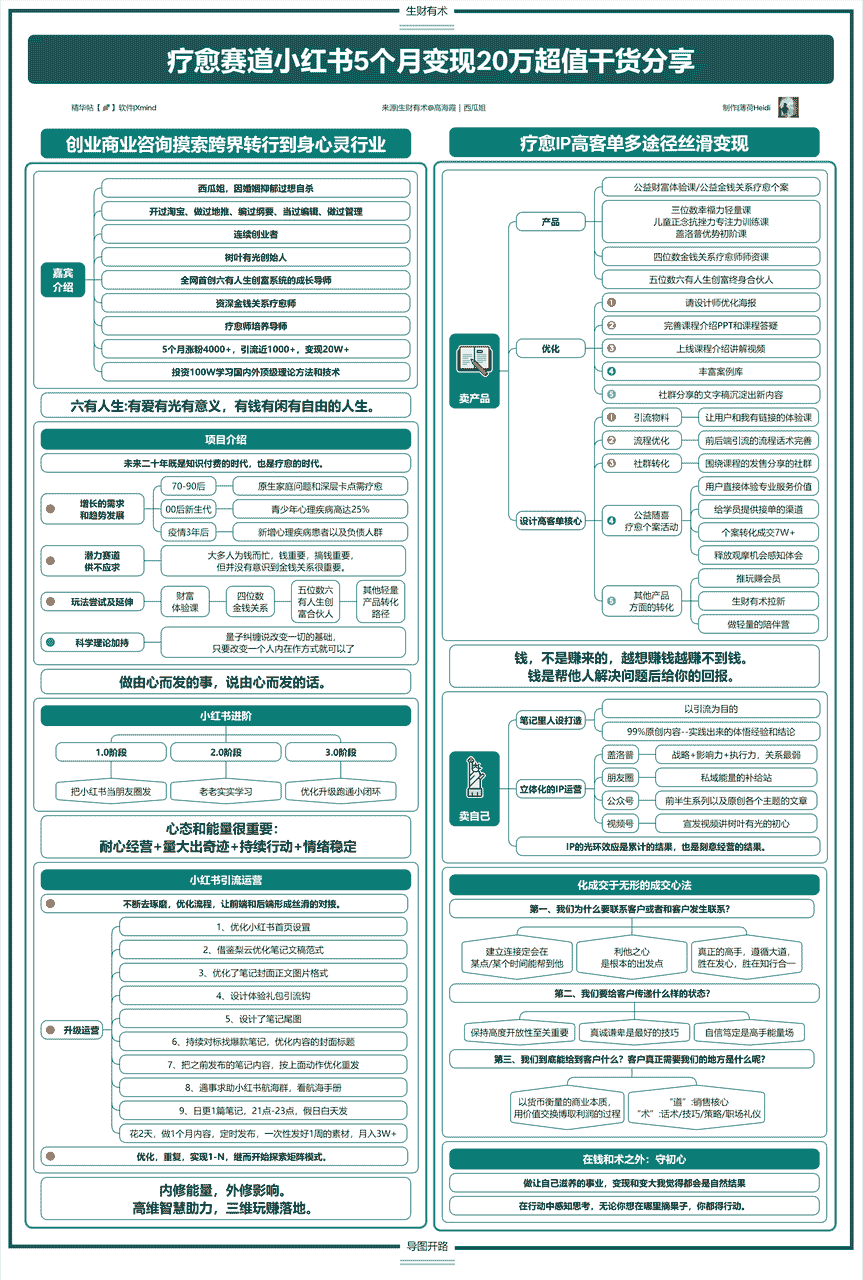 生财有术
疗愈赛道小红书5个月变现20万超值干货分享
精华帖【 】软件|Xmind
来源|生财有术@高海霞｜西瓜姐
制作|薄荷Heidi
创业商业咨询摸索跨界转行到身心灵行业
嘉宾
介绍
西瓜姐，因婚姻抑郁过想自杀
开过淘宝、做过地推、编过纲要、当过编辑、做过管理
连续创业者
树叶有光创始人
全网首创六有人生创富系统的成长导师
资深金钱关系疗愈师
疗愈师培养导师
5个月涨粉4000+，引流近1000+，变现20W+
投资100W学习国内外顶级理论方法和技术
六有人生:有爱有光有意义，有钱有闲有自由的人生。
项目介绍
未来二十年既是知识付费的时代，也是疗愈的时代。
增长的需求
和趋势发展
70-90后
原生家庭问题和深层卡点需疗愈
00后新生代
青少年心理疾病高达25%
疫情3年后
新增心理疾病患者以及负债人群
潜力赛道
供不应求
大多人为钱而忙，钱重要，搞钱重要，
但并没有意识到金钱关系很重要。
玩法尝试及延伸
财富
体验课
四位数
金钱关系
五位数六
有人生创
富合伙人
其他轻量
产品转化
路径
科学理论加持
量子纠缠说改变一切的基础，
只要改变一个人内在作方式就可以了
做由心而发的事，说由心而发的话。
小红书进阶
1.0阶段
2.0阶段
3.0阶段
把小红书当朋友圈发
老老实实学习
优化升级跑通小闭环
心态和能量很重要：
耐心经营+量大出奇迹+持续行动+情绪稳定
小红书引流运营
不断去琢磨，优化流程，让前端和后端形成丝滑的对接。
升级运营
1、优化小红书首页设置
2、借鉴梨云优化笔记文稿范式
3、优化了笔记封面正文图片格式
4、设计体验礼包引流钩
5、设计了笔记尾图
6、持续对标找爆款笔记，优化内容的封面标题
7、把之前发布的笔记内容，按上面动作优化重发
8、遇事求助小红书航海群，看航海手册
9、日更1篇笔记，21点-23点，假日白天发
花2天，做1个月内容，定时发布，一次性发好1周的素材，月入3W+
优化，重复，实现1-N，继而开始探索矩阵模式。
内修能量，外修影响。
高维智慧助力，三维玩赚落地。
疗愈IP高客单多途径丝滑变现
卖产品
产品
公益财富体验课/公益金钱关系疗愈个案
三位数幸福力轻量课
儿童正念抗挫力专注力训练课
盖洛普优势初阶课
四位数金钱关系疗愈师师资课
五位数六有人生创富终身合伙人
优化
1 请设计师优化海报
2 完善课程介绍PPT和课程答疑
3 上线课程介绍讲解视频
4 丰富案例库
5 社群分享的文字稿沉淀出新内容
设计高客单核心
1 引流物料
让用户和我有链接的体验课
2 流程优化
前后端引流的流程话术完善
3 社群转化
围绕课程的发售分享的社群
4 公益随喜
疗愈个案活动
用户直接体验专业服务价值
给学员提供接单的渠道
个案转化成交7W+
释放观摩机会感知体会
5 其他产品
方面的转化
推玩赚会员
生财有术拉新
做轻量的陪伴营
钱，不是赚来的，越想赚钱越赚不到钱。
钱是帮他人解决问题后给你的回报。
卖自己
笔记里人设打造
以引流为目的
99%原创内容--实践出来的体悟经验和结论
立体化的IP运营
盖洛普
战略+影响力+执行力，关系最弱
朋友圈
私域能量的补给站
公众号
前半生系列以及原创各个主题的文章
视频号
宣发视频讲树叶有光的初心
IP的光环效应是累计的结果，也是刻意经营的结果。
化成交于无形的成交心法
第一、我们为什么要联系客户或者和客户发生联系？
建立连接定会在
某点/某个时间能帮到他
利他之心
是根本的出发点
真正的高手，遵循大道，
胜在发心，胜在知行合一
第二、我们要给客户传递什么样的状态？
保持高度开放性至关重要
真诚谦卑是最好的技巧
自信笃定是高手能量场
第三、我们到底能给到客户什么？客户真正需要我们的地方是什么呢？
以货币衡量的商业本质，
用价值交换博取利润的过程
“道”:销售核心
“术”:话术/技巧/策略/职场礼仪
在钱和术之外：守初心
做让自己滋养的事业，变现和变大我觉得都会是自然结果
在行动中感知思考，无论你想在哪里摘果子，你都得行动。
导图开路